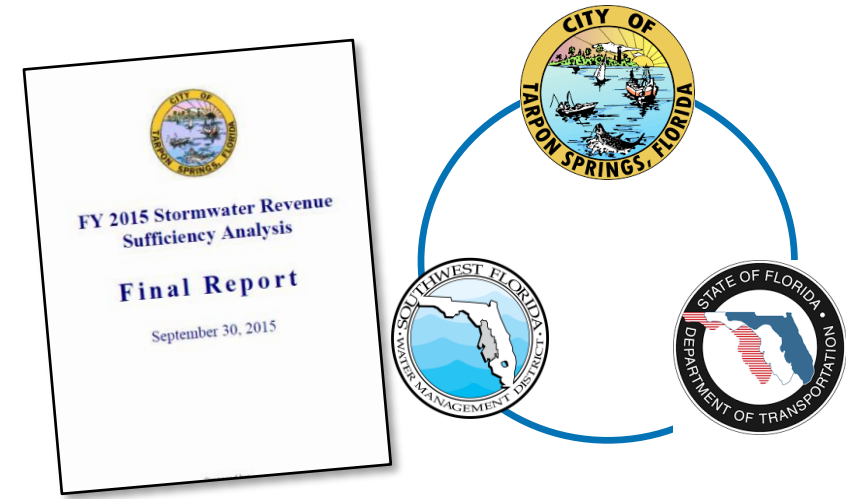 CITY OF
TARPON SPRINGS, FLORIDA
FY 2015 Stormwater Revenue
Sufficiency Analysis
Final Report
September 30, 2015
CITY OF
TARPON SPRINGS, FLORIDA
SOUTHWEST FLORIDA
WATER MANAGEMENT DISTRICT
STATE OF FLORIDA
DEPARTMENT OF TRANSPORTATION